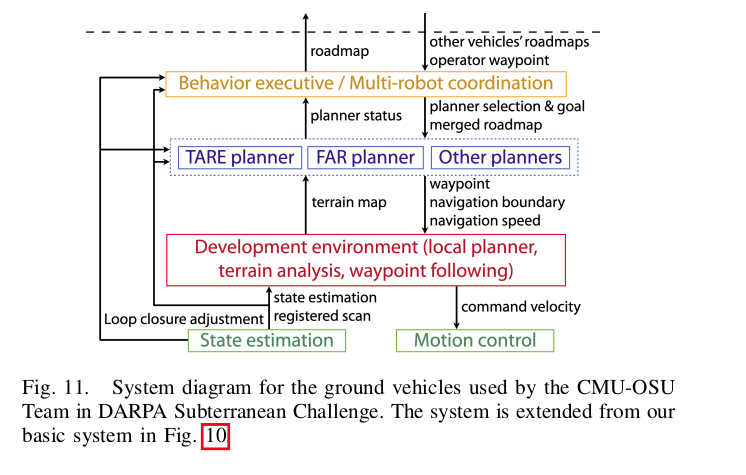 roadmap
other vehicles' roadmaps
operator waypoint
Behavior executive / Multi-robot coordination
planner status
planner selection & goal
merged roadmap
TARE planner
FAR planner
Other planners
terrain map
waypoint
navigation boundary
navigation speed
Development environment (local planner,
terrain analysis, waypoint following)
Loop closure adjustment
state estimation
registered scan
command velocity
State estimation
Motion control
Fig. 11. System diagram for the ground vehicles used by the CMU-OSU
Team in DARPA Subterranean Challenge. The system is extended from our
basic system in Fig. 10